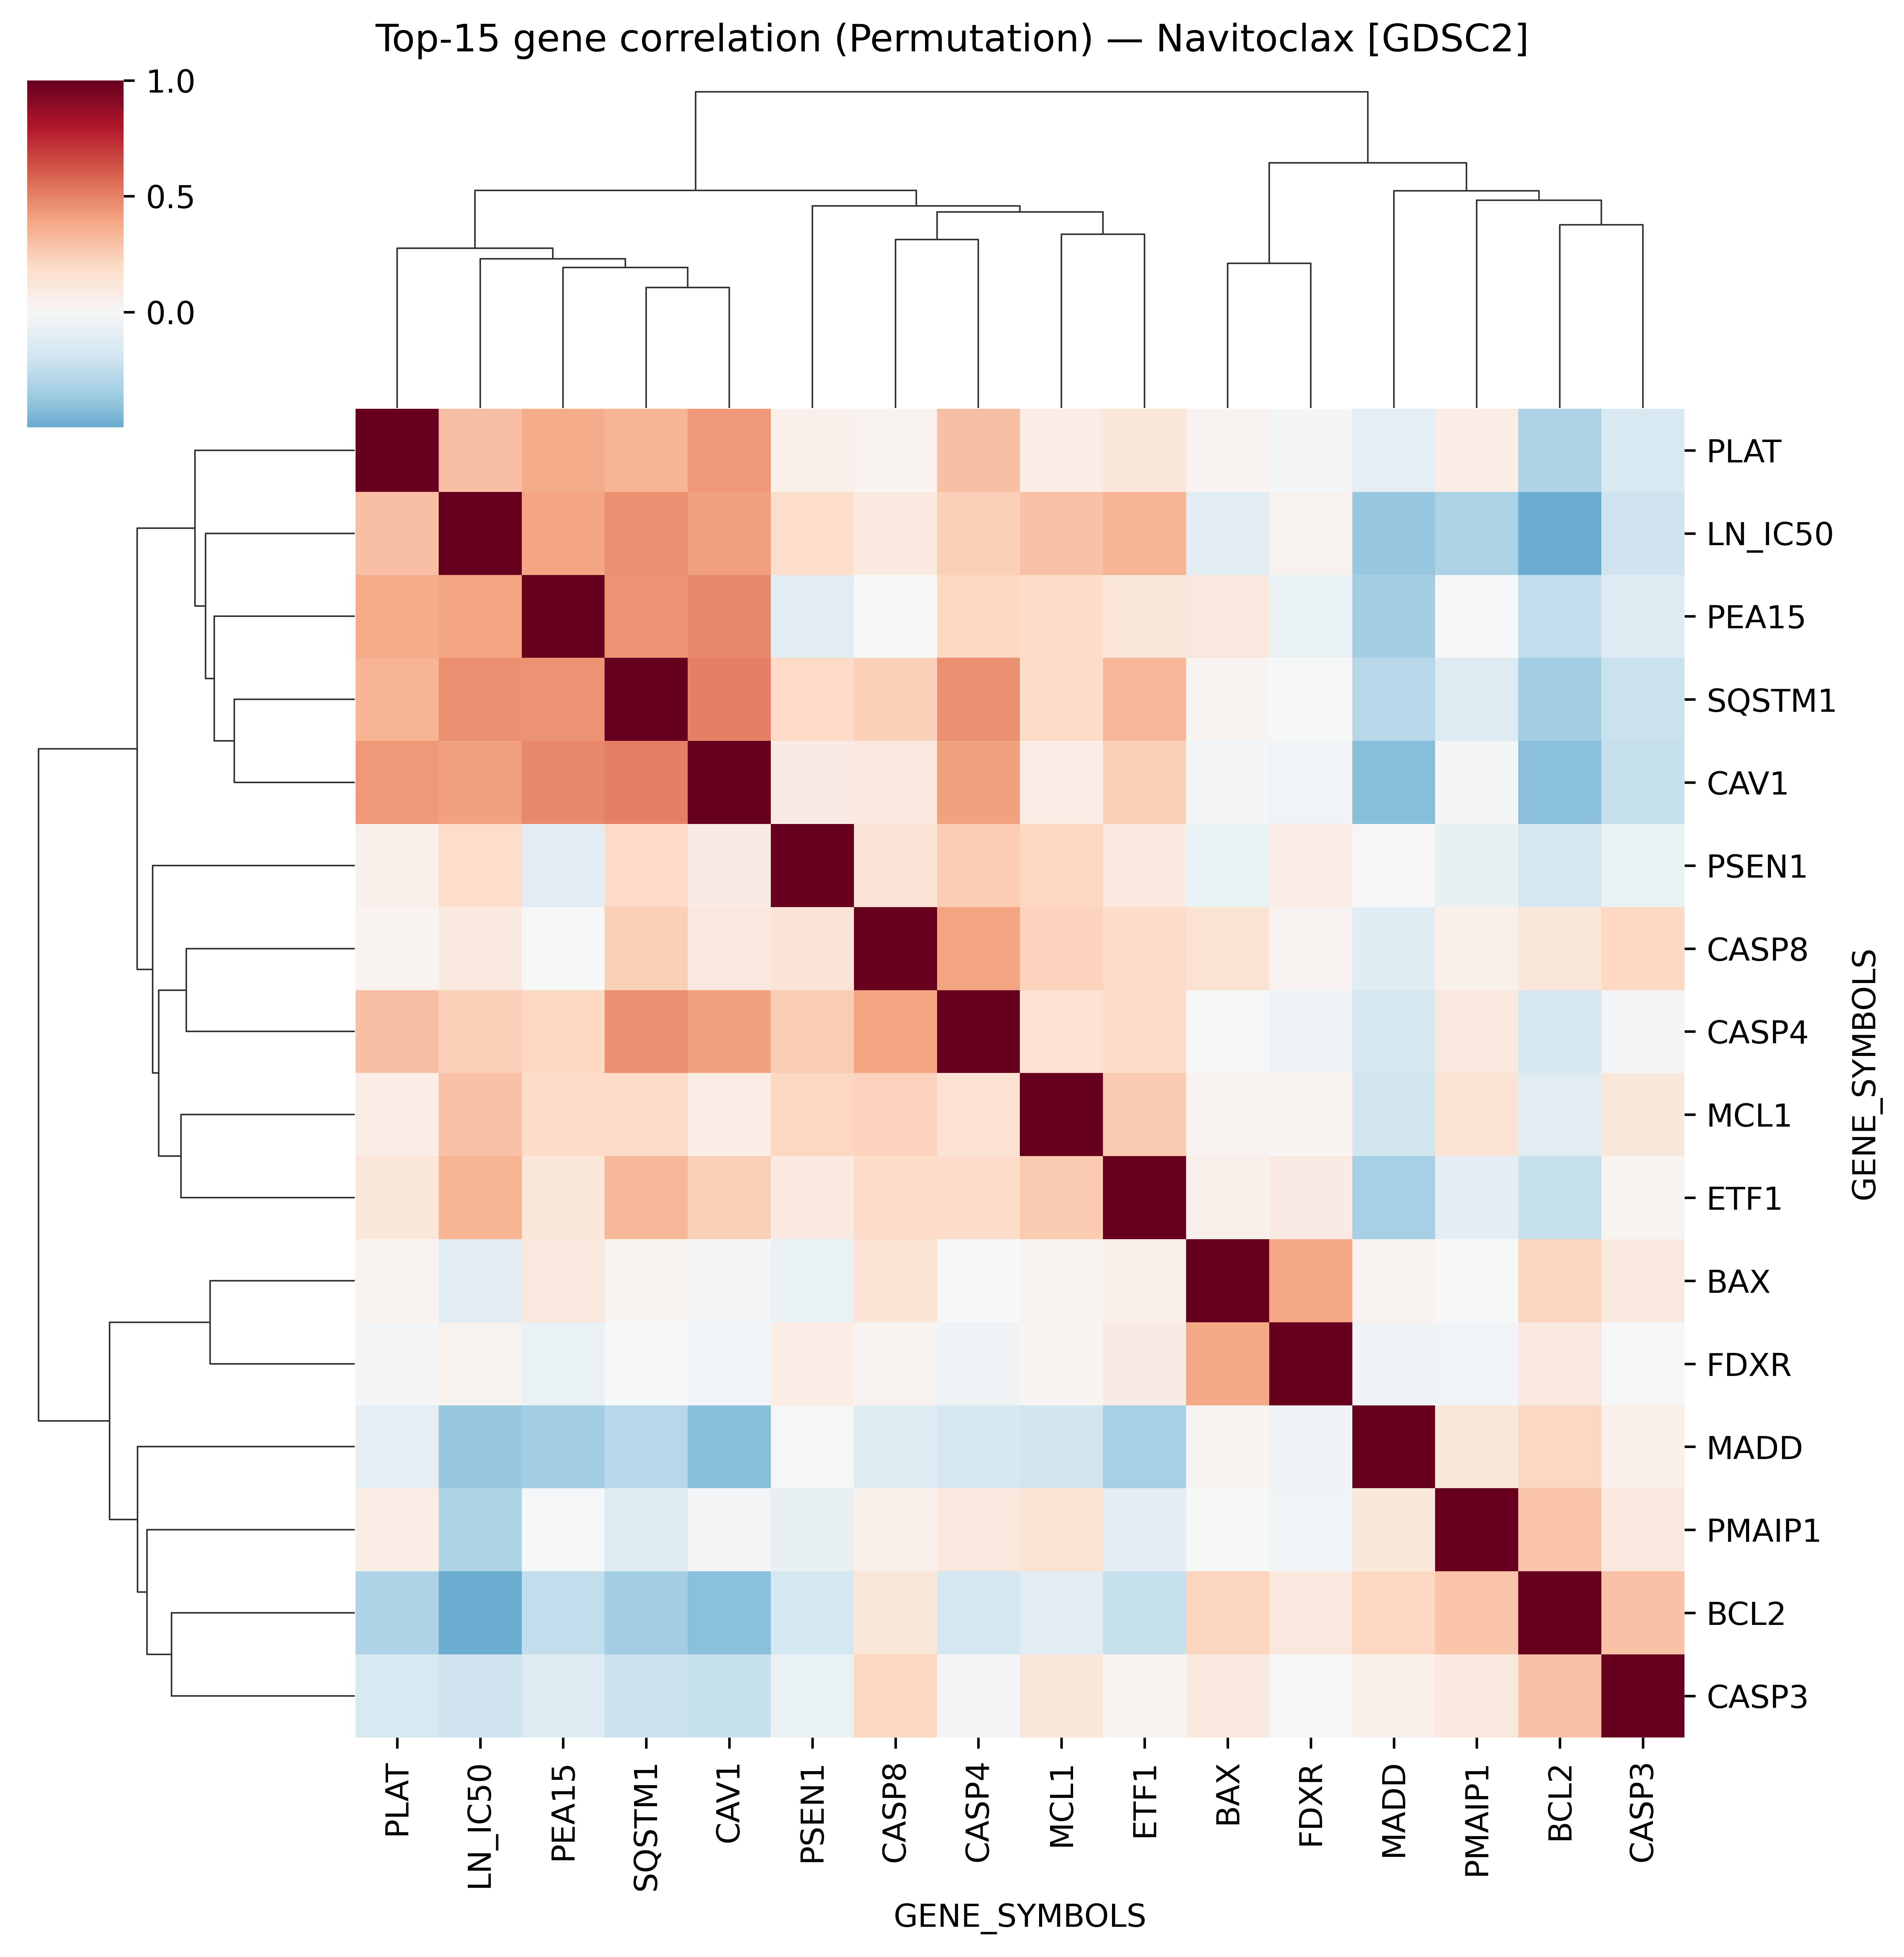 Top-15 gene correlation (Permutation) — Navitoclax [GDSC2]
1.0
0.5
0.0
PLAT
LN_IC50
PEA15
SQSTM1
CAV1
PSEN1
CASP8
CASP4
MCL1
ETF1
BAX
FDXR
MADD
PMAIP1
BCL2
CASP3
GENE_SYMBOLS
PLAT
LN_IC50
PEA15
SQSTM1
CAV1
PSEN1
CASP8
CASP4
MCL1
ETF1
BAX
FDXR
MADD
PMAIP1
BCL2
CASP3
GENE_SYMBOLS